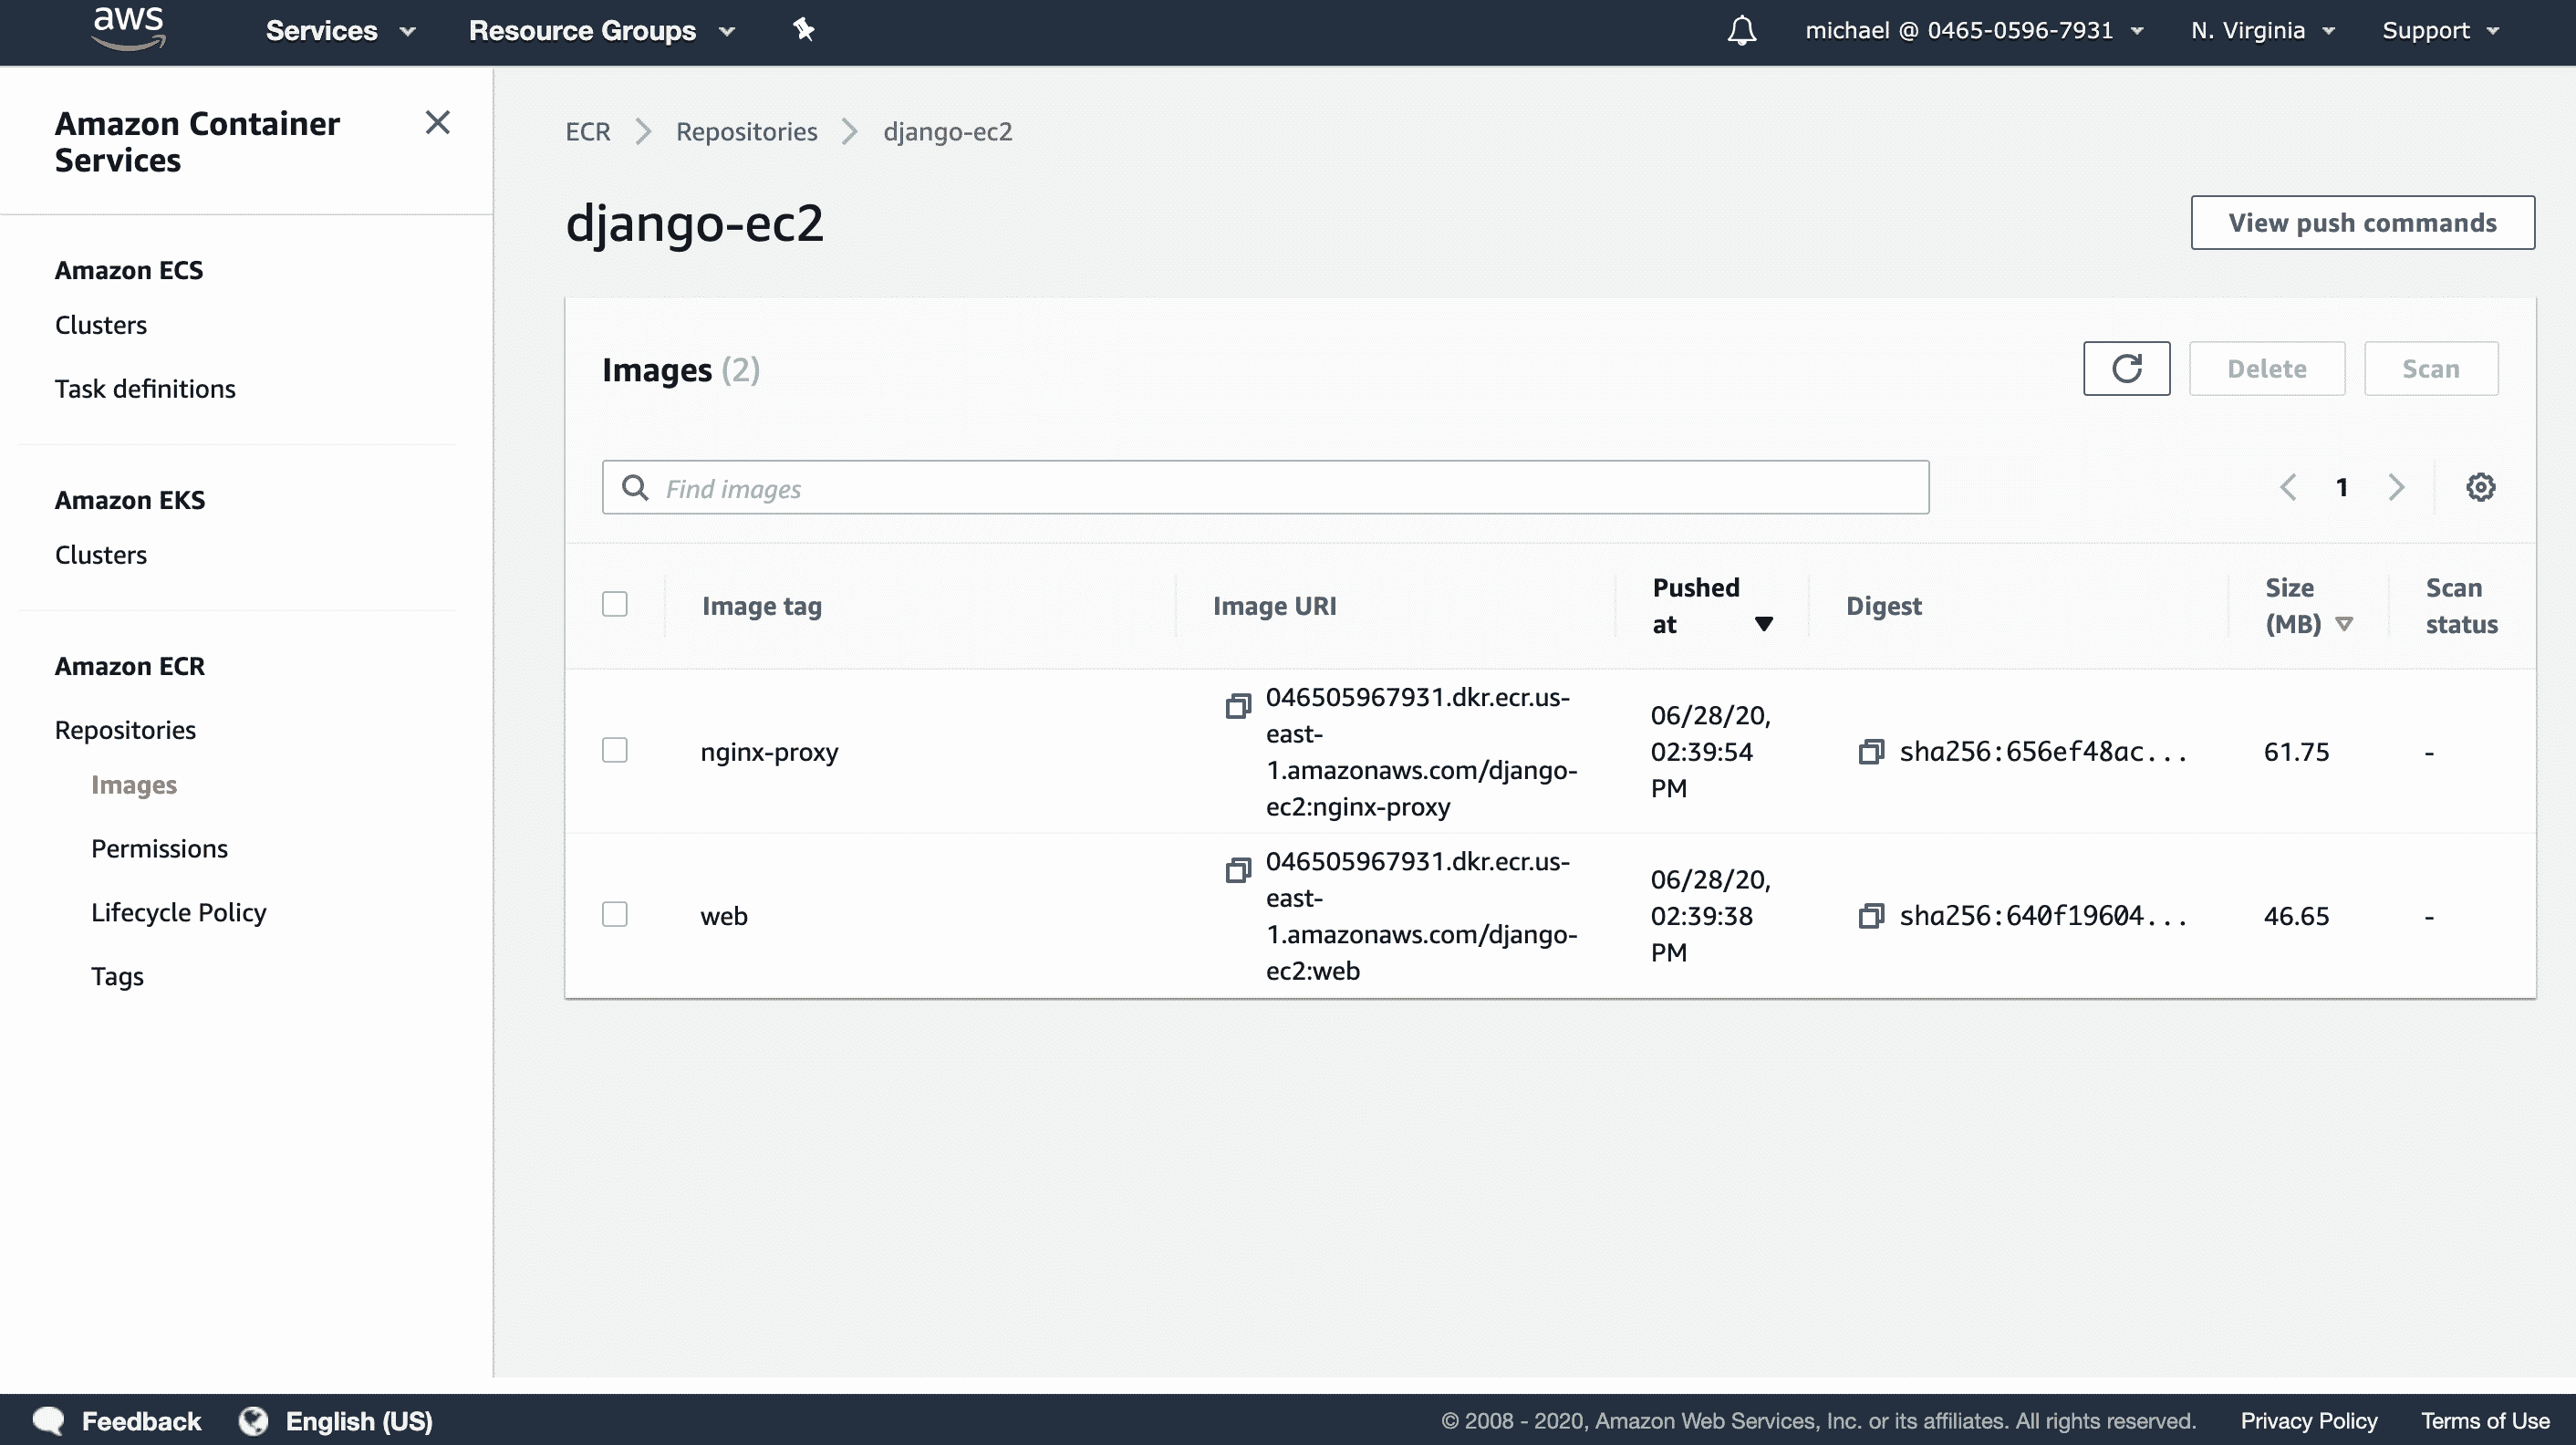 aws
Services
Resource Groups
michael @ 0465-0596-7931
N. Virginia
Support
Amazon Container
Services
Amazon ECS
Clusters
Task definitions
Amazon EKS
Clusters
Amazon ECR
Repositories
Images
Permissions
Lifecycle Policy
Tags
ECR
Repositories
django-ec2
django-ec2
View push commands
Images (2)
Delete
Scan
Find images
1
Image tag
Image URI
Pushed
at
Digest
Size
(MB)
Scan
status
nginx-proxy
046505967931.dkr.ecr.us-
east-
1.amazonaws.com/django-
ec2:nginx-proxy
06/28/20,
02:39:54
PM
sha256:656ef48ac...
61.75
-
web
046505967931.dkr.ecr.us-
east-
1.amazonaws.com/django-
ec2:web
06/28/20,
02:39:38
PM
sha256:640f19604...
46.65
-
Feedback
English (US)
© 2008 - 2020, Amazon Web Services, Inc. or its affiliates. All rights reserved.
Privacy Policy
Terms of Use